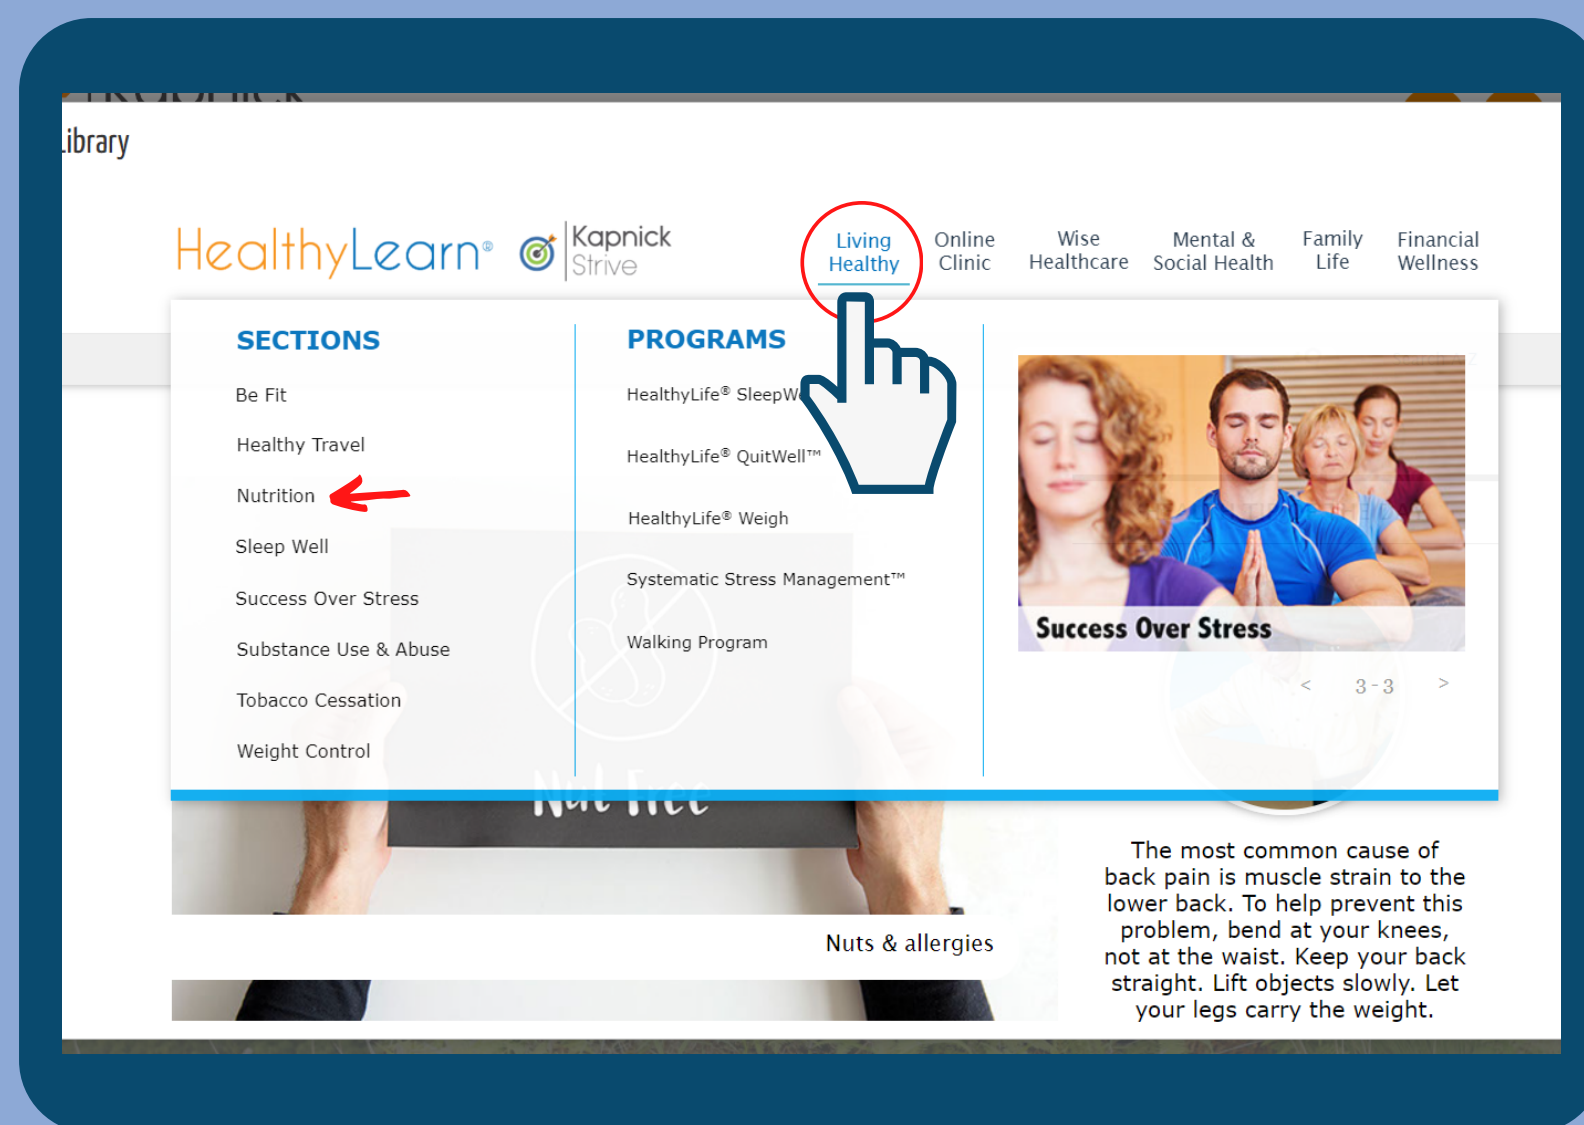 Library
HealthyLearn®
Kapnick
Strive
Living
Healthy
Online
Clinic
Wise
Healthcare
Mental &
Social Health
Family
Life
Financial
Wellness
SECTIONS
Be Fit
Healthy Travel
Nutrition
Sleep Well
Success Over Stress
Substance Use & Abuse
Tobacco Cessation
Weight Control
PROGRAMS
HealthyLife®
HealthyLife® QuitWell™
HealthyLife® Weigh
Systematic Stress Management™
Walking Program
Success Over Stress
< 3 - 3 >
Nut Free
Nuts & allergies
The most common cause of
back pain is muscle strain to the
lower back. To help prevent this
problem, bend at your knees,
not at the waist. Keep your back
straight. Lift objects slowly. Let
your legs carry the weight.